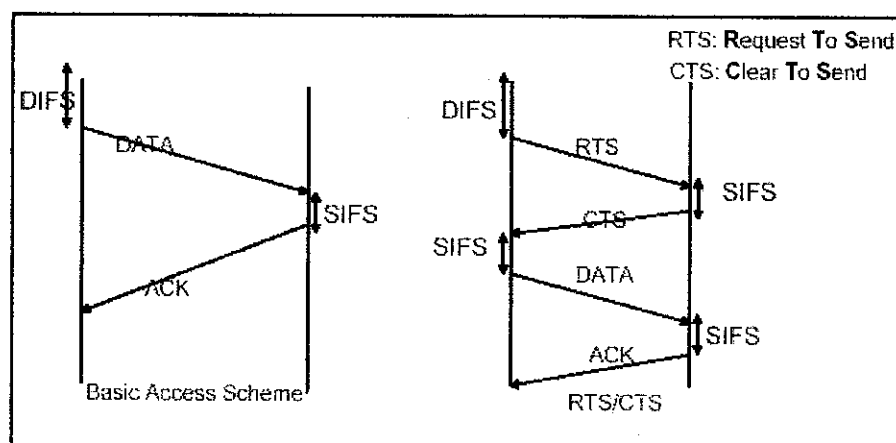 RTS: Request To Send
CTS: Clear To Send
DIFS
DATA
SIFS
ACK
Basic Access Scheme
DIFS
RTS
SIFS
CTS
SIFS
DATA
SIFS
ACK
RTS/CTS